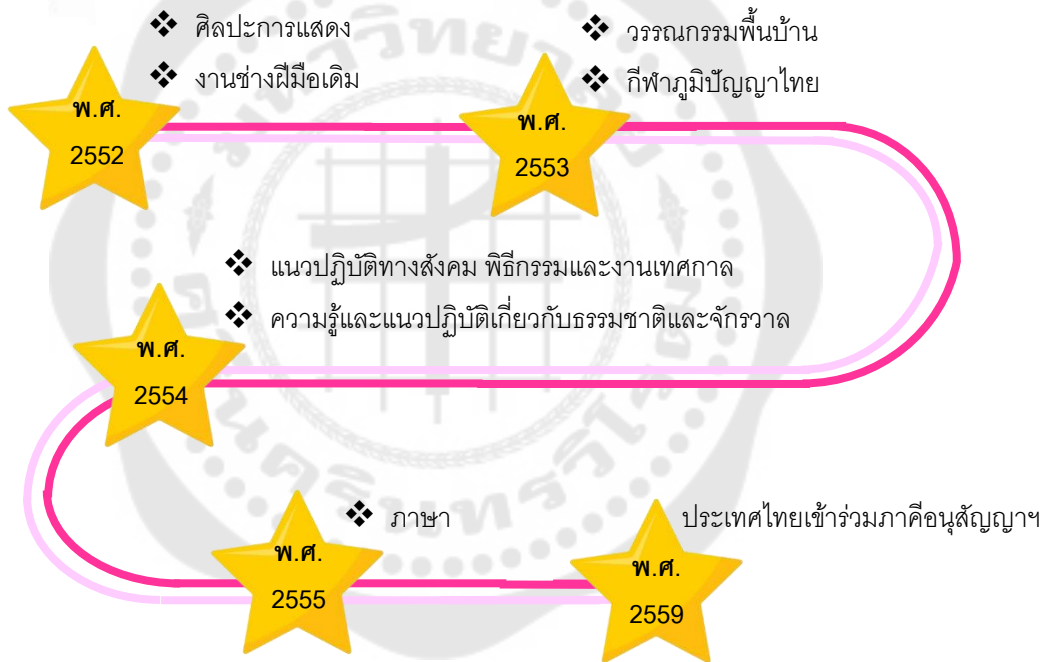 ❖ ศิลปะการแสดง
❖ งานช่างฝีมือเดิม
พ.ศ.
2552
❖ วรรณกรรมพื้นบ้าน
❖ กีฬาภูมิปัญญาไทย
พ.ศ.
2553
❖ แนวปฏิบัติทางสังคม พิธีกรรมและงานเทศกาล
❖ ความรู้และแนวปฏิบัติเกี่ยวกับธรรมชาติและจักรวาล
พ.ศ.
2554
❖ ภาษา
พ.ศ.
2555
ประเทศไทยเข้าร่วมภาคีอนุสัญญาฯ
พ.ศ.
2559